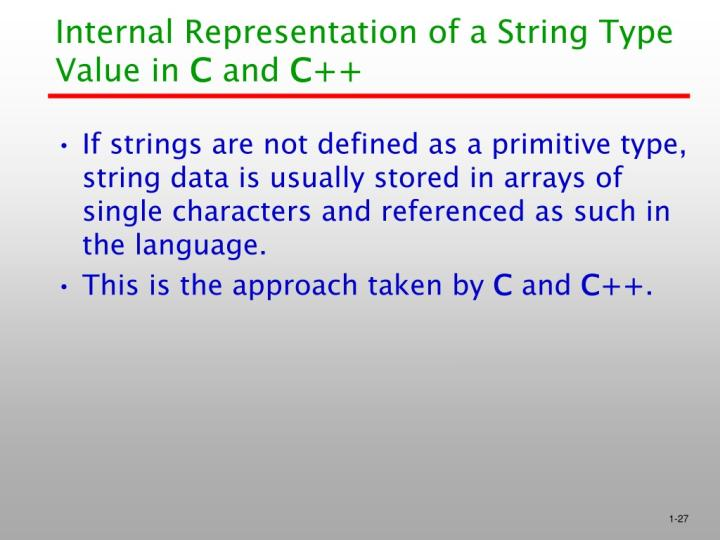 Internal Representation of a String Type
Value in C and C++
• If strings are not defined as a primitive type,
string data is usually stored in arrays of
single characters and referenced as such in
the language.
• This is the approach taken by C and C++.
1-27